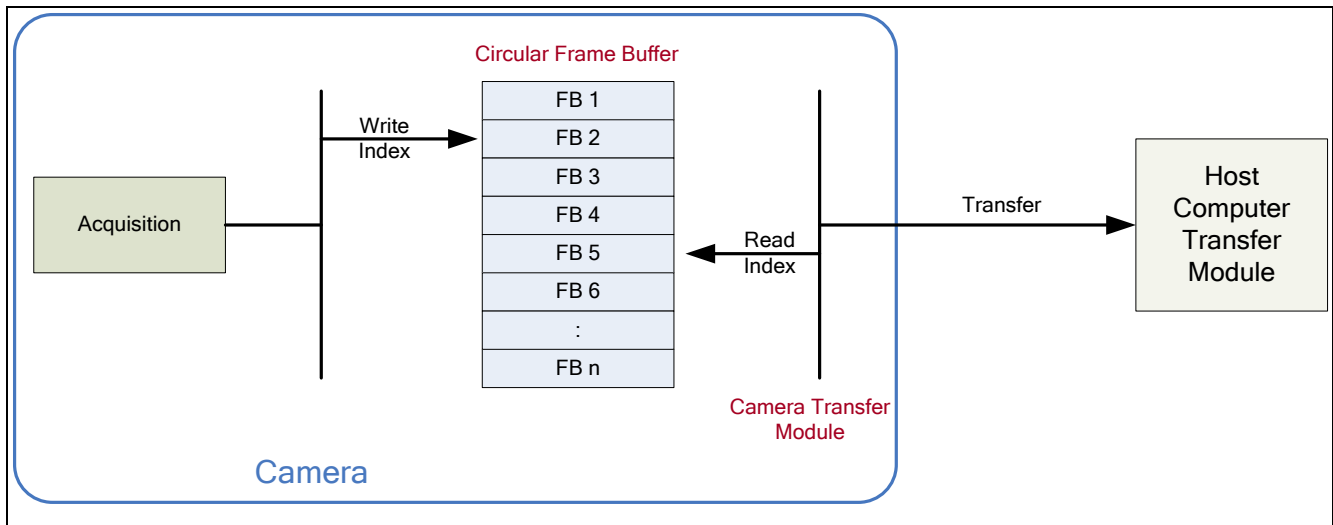 Circular Frame Buffer
FB 1
FB 2
FB 3
FB 4
FB 5
FB 6
:
FB n
Acquisition
Write
Index
Read
Index
Transfer
Host
Computer
Transfer
Module
Camera Transfer
Module
Camera